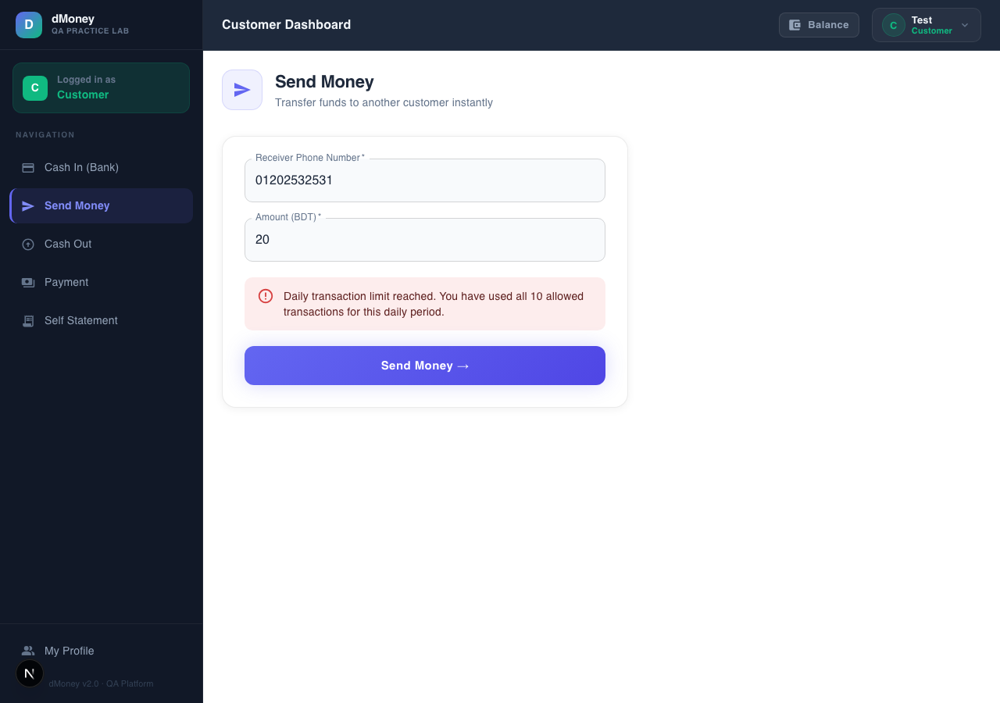 D
dMoney
QA PRACTICE LAB
Customer Dashboard
Balance
C
Test
Customer
C
Logged in as
Customer
NAVIGATION
Cash In (Bank)
Send Money
Cash Out
Payment
Self Statement
My Profile
N
dMoney v2.0 · QA Platform
Send Money
Transfer funds to another customer instantly
Receiver Phone Number *
01202532531
Amount (BDT) *
20
Daily transaction limit reached. You have used all 10 allowed
transactions for this daily period.
Send Money →